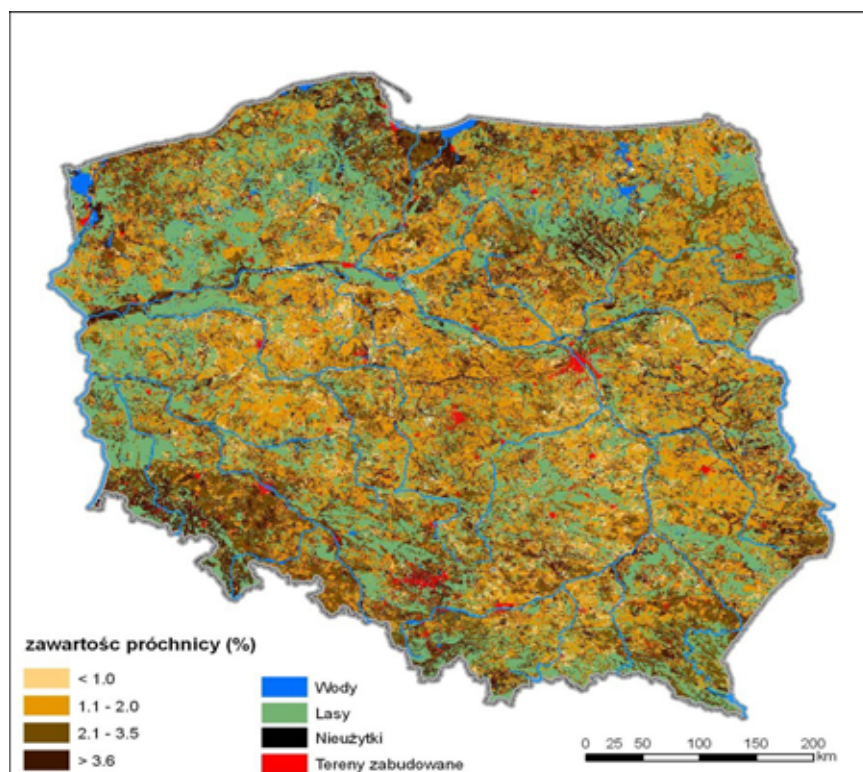 zawartośc próchnicy (%)
< 1.0
1.1 - 2.0
2.1 - 3.5
> 3.6
Wody
Lasy
Nieużytki
Tereny zabudowane
0 25 50 100 150 200
km